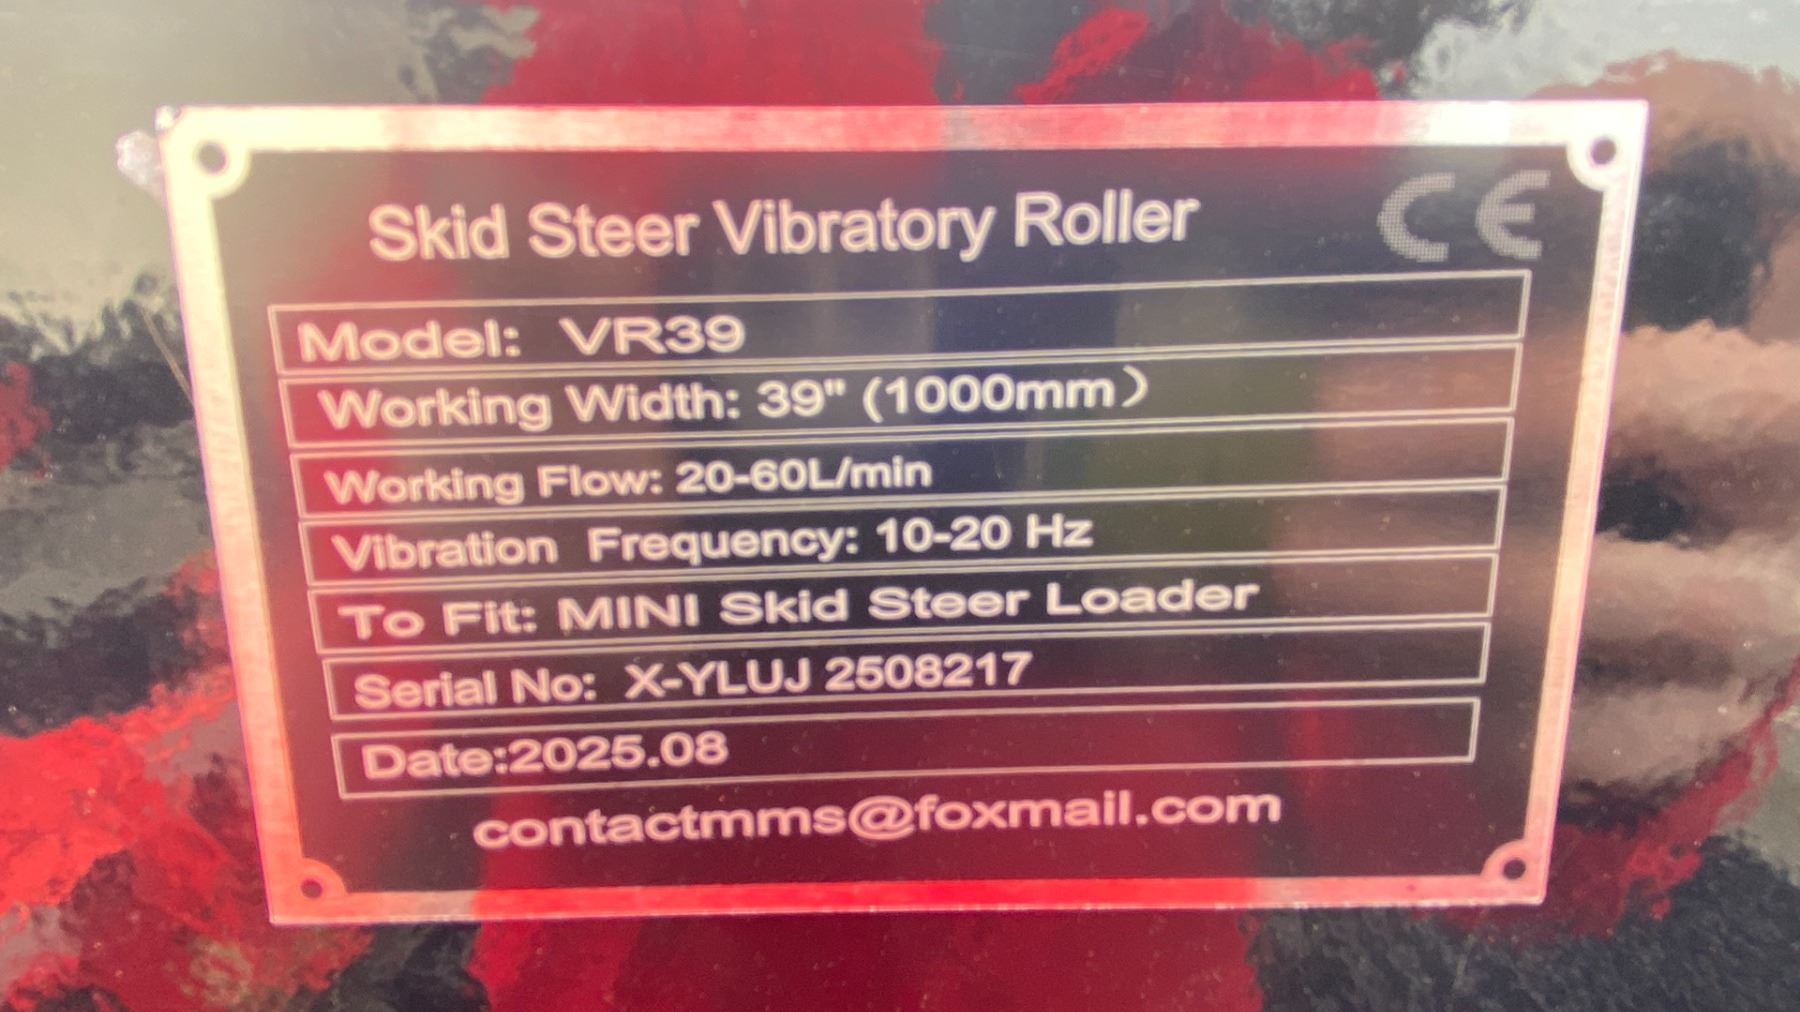 Skid Steer Vibratory Roller CE
Model: VR39
Working Width: 39" (1000mm）
Working Flow: 20-60L/min
Vibration Frequency: 10-20 Hz
To Fit: MINI Skid Steer Loader
Serial No: X-YLUJ 2508217
Date:2025.08
contactmms@foxmail.com